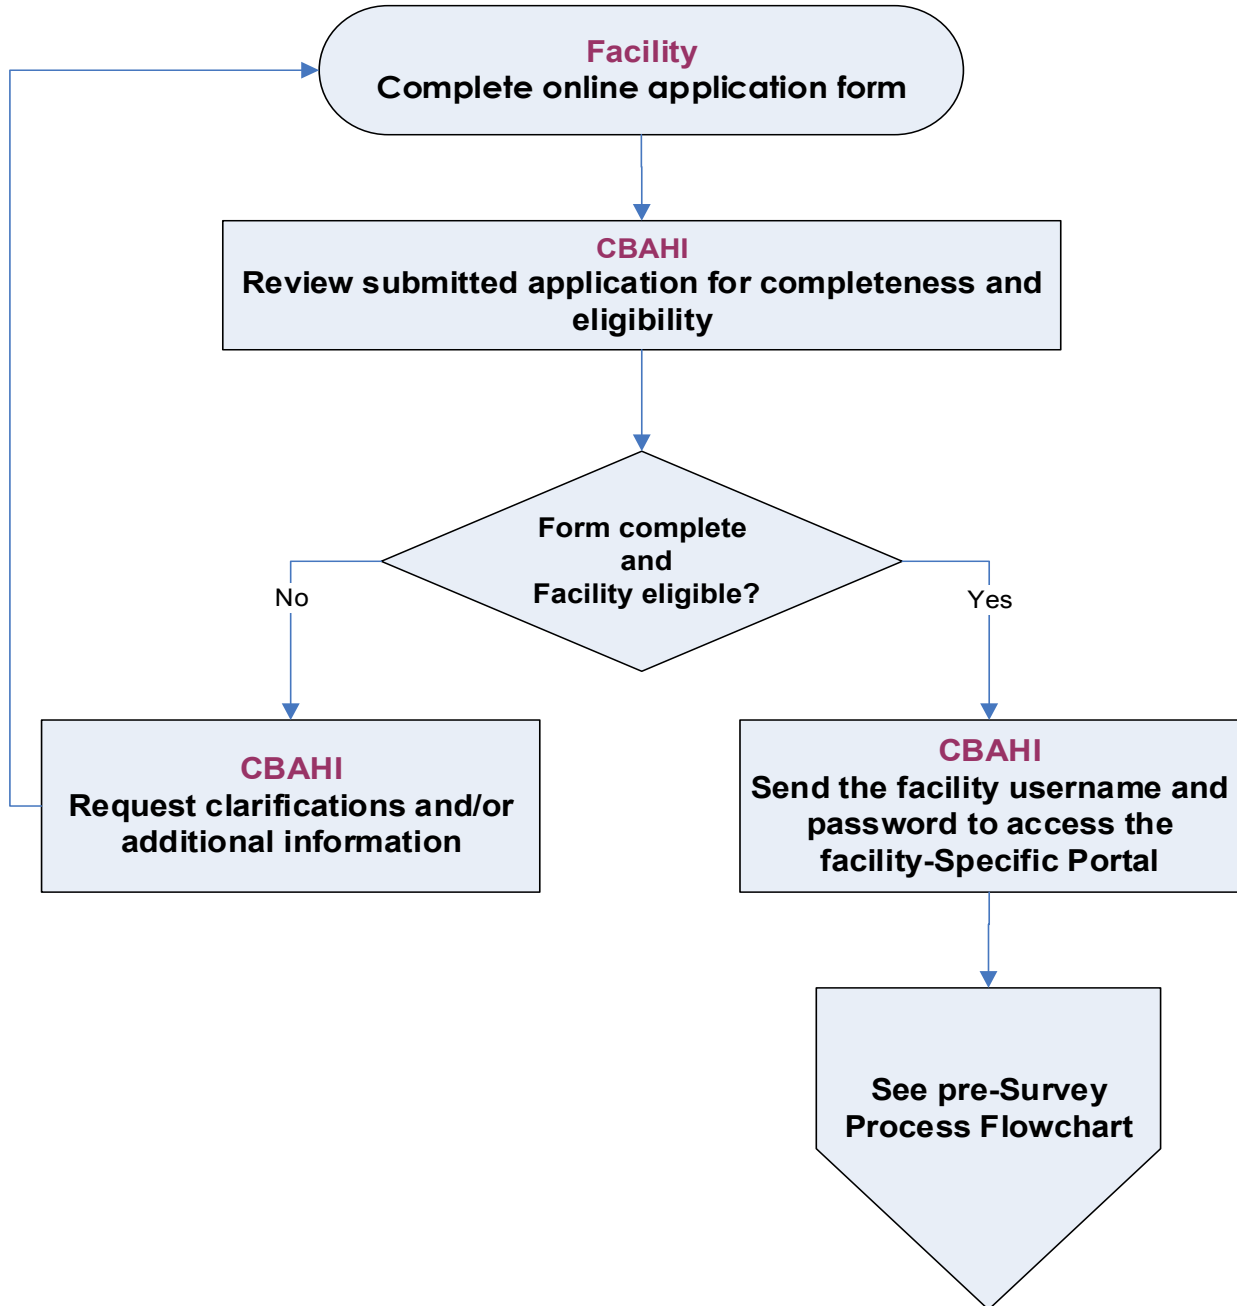 Facility
Complete online application form
CBAHI
Review submitted application for completeness and
eligibility
Form complete
and
Facility eligible?
No
Yes
CBAHI
Request clarifications and/or
additional information
CBAHI
Send the facility username and
password to access the
facility-Specific Portal
See pre-Survey
Process Flowchart